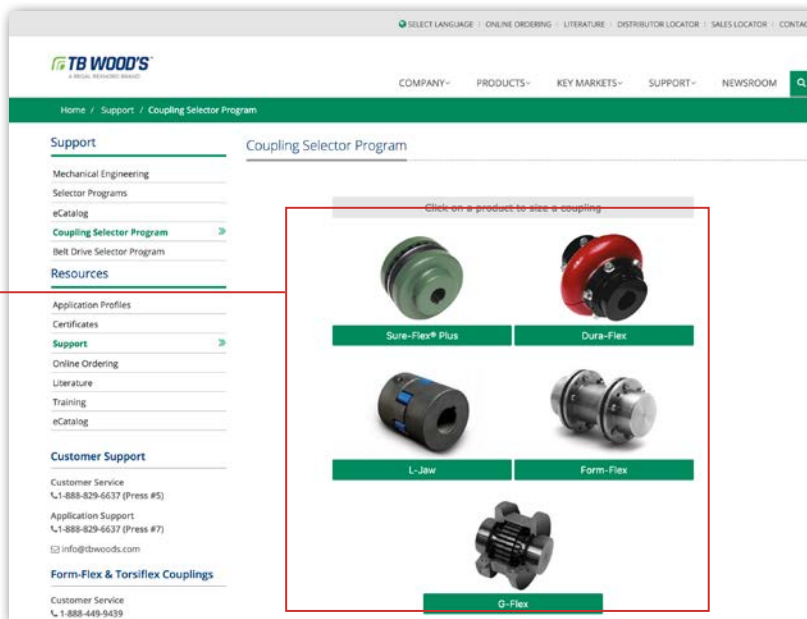 SELECT LANGUAGE ONLINE ORDERING LITERATURE DISTRIBUTOR LOCATOR SALES LOCATOR CONTAC
TB WOOD'S
A REGAL REXNORD BRAND
COMPANY PRODUCTS KEY MARKETS SUPPORT NEWSROOM
Home / Support / Coupling Selector Program
Support
Mechanical Engineering
Selector Programs
eCatalog
Coupling Selector Program
Belt Drive Selector Program
Resources
Application Profiles
Certificates
Support
Online Ordering
Literature
Training
eCatalog
Customer Support
Customer Service
1-888-829-6637 (Press #5)
Application Support
1-888-829-6637 (Press #7)
info@tbwoods.com
Form-Flex & Torsiflex Couplings
Customer Service
1-888-449-9439
Coupling Selector Program
Click on a product to size a coupling
Sure-Flex® Plus Dura-Flex
L-Jaw Form-Flex
G-Flex